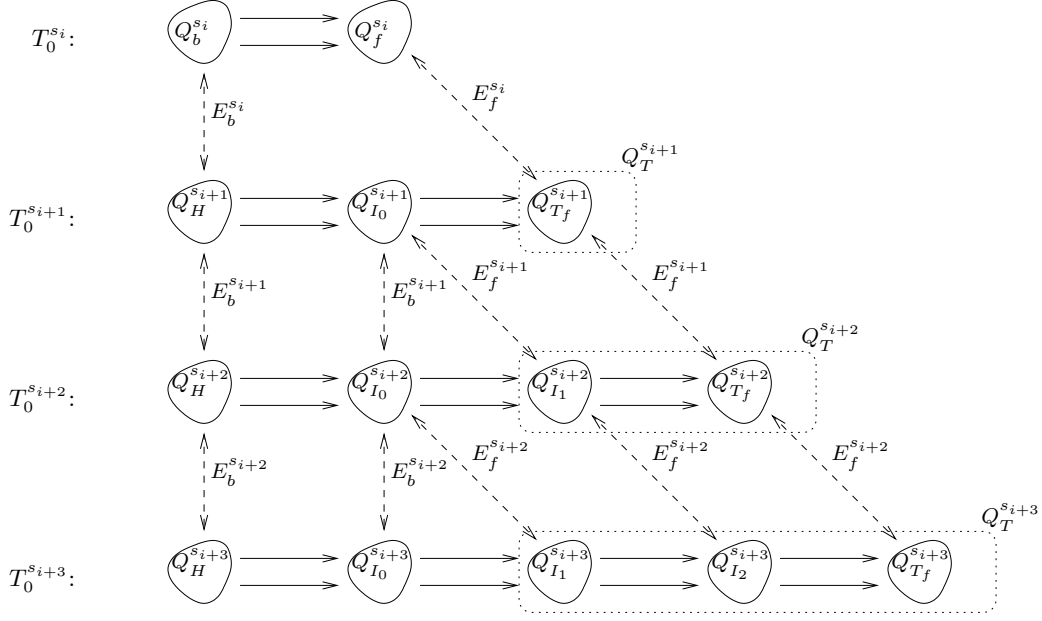 T_0^{s_i}: Q_b^{s_i} Q_f^{s_i}
E_b^{s_i} E_f^{s_i}
Q_T^{s_{i+1}}
T_0^{s_{i+1}}: Q_H^{s_{i+1}} Q_{I_0}^{s_{i+1}} Q_{T_f}^{s_{i+1}}
E_b^{s_{i+1}} E_b^{s_{i+1}} E_f^{s_{i+1}} E_f^{s_{i+1}}
Q_T^{s_{i+2}}
T_0^{s_{i+2}}: Q_H^{s_{i+2}} Q_{I_0}^{s_{i+2}} Q_{I_1}^{s_{i+2}} Q_{T_f}^{s_{i+2}}
E_b^{s_{i+2}} E_b^{s_{i+2}} E_f^{s_{i+2}} E_f^{s_{i+2}} E_f^{s_{i+2}}
Q_T^{s_{i+3}}
T_0^{s_{i+3}}: Q_H^{s_{i+3}} Q_{I_0}^{s_{i+3}} Q_{I_1}^{s_{i+3}} Q_{I_2}^{s_{i+3}} Q_{T_f}^{s_{i+3}}